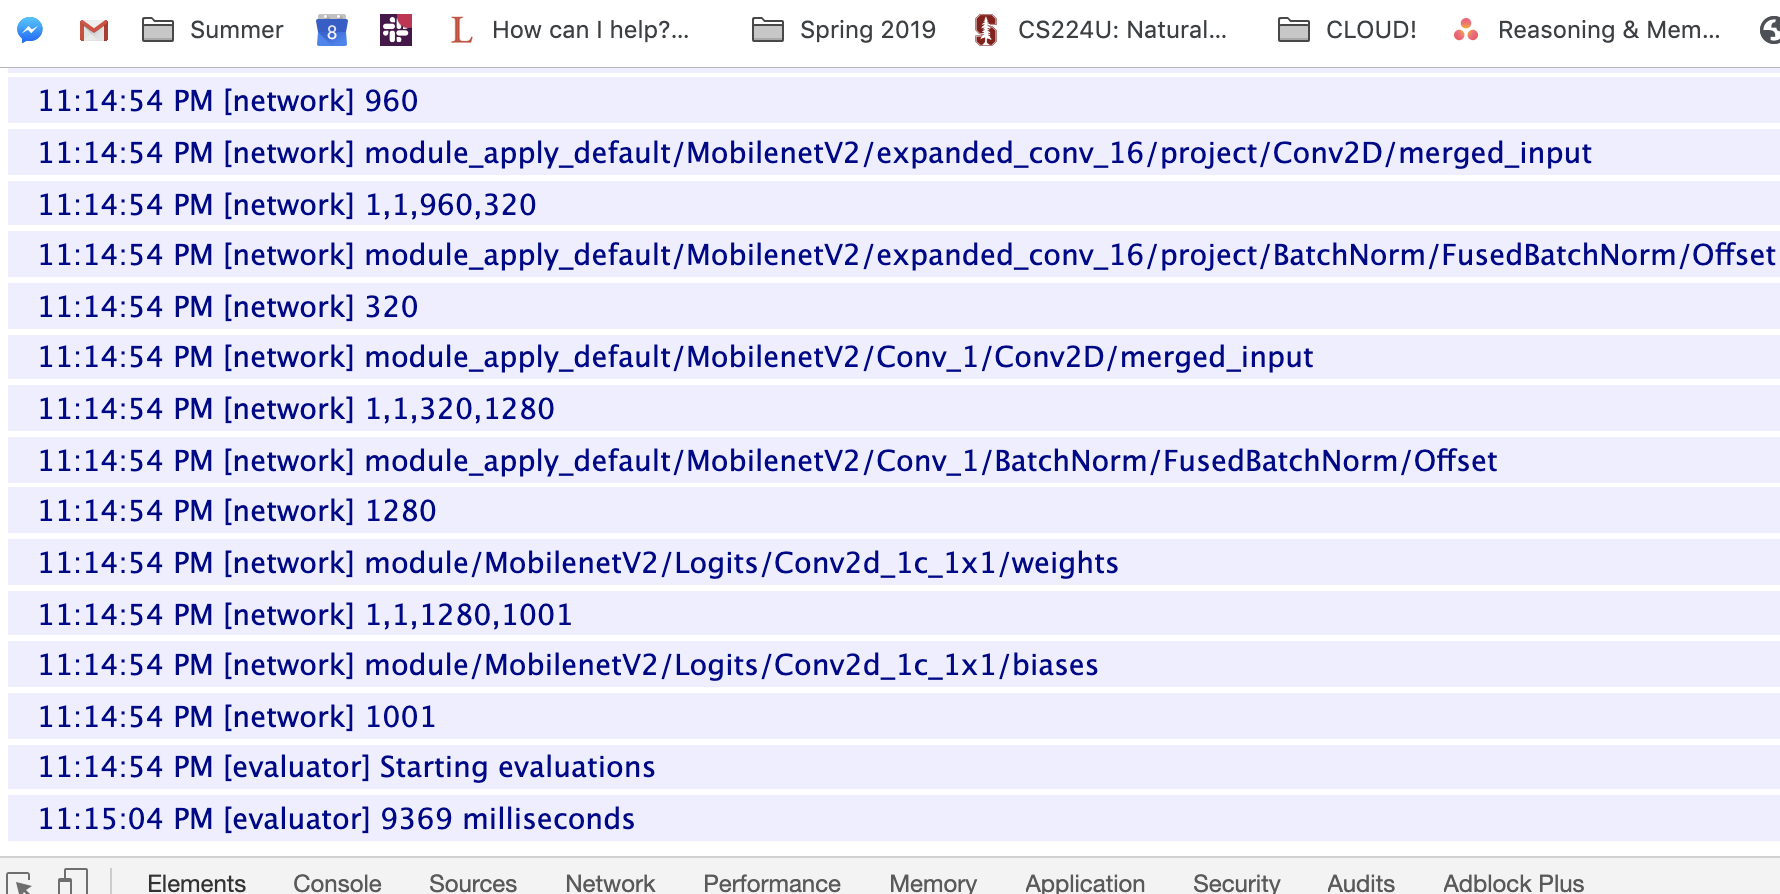 8 L How can I help?... Summer Spring 2019 CS224U: Natural... CLOUD! Reasoning & Mem...
11:14:54 PM [network] 960
11:14:54 PM [network] module_apply_default/MobilenetV2/expanded_conv_16/project/Conv2D/merged_input
11:14:54 PM [network] 1,1,960,320
11:14:54 PM [network] module_apply_default/MobilenetV2/expanded_conv_16/project/BatchNorm/FusedBatchNorm/Offset
11:14:54 PM [network] 320
11:14:54 PM [network] module_apply_default/MobilenetV2/Conv_1/Conv2D/merged_input
11:14:54 PM [network] 1,1,320,1280
11:14:54 PM [network] module_apply_default/MobilenetV2/Conv_1/BatchNorm/FusedBatchNorm/Offset
11:14:54 PM [network] 1280
11:14:54 PM [network] module/MobilenetV2/Logits/Conv2d_1c_1x1/weights
11:14:54 PM [network] 1,1,1280,1001
11:14:54 PM [network] module/MobilenetV2/Logits/Conv2d_1c_1x1/biases
11:14:54 PM [network] 1001
11:14:54 PM [evaluator] Starting evaluations
11:15:04 PM [evaluator] 9369 milliseconds
Elements Console Sources Network Performance Memory Application Security Audits Adblock Plus